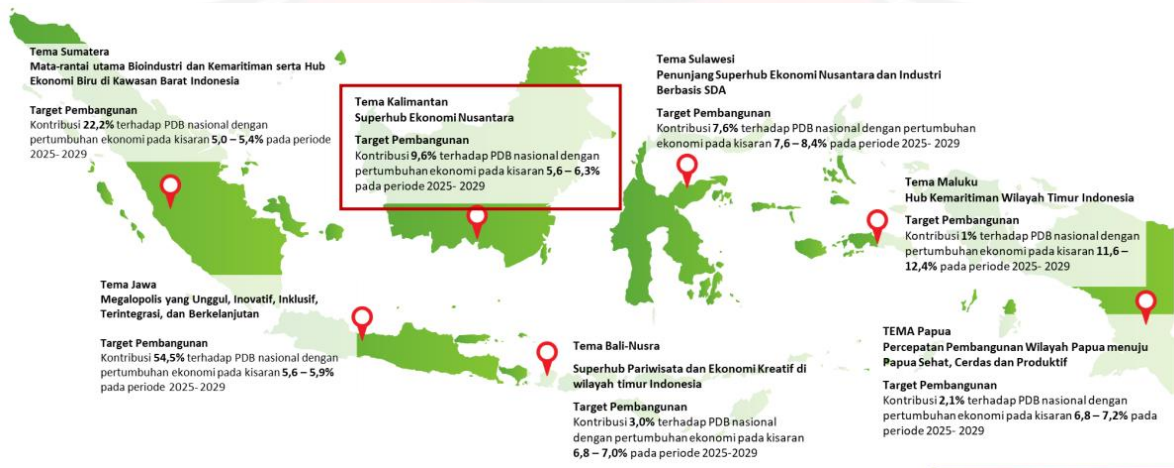 Tema Sumatera
Mata-rantai utama Bioindustri dan Kemaritiman serta Hub
Ekonomi Biru di Kawasan Barat Indonesia
Target Pembangunan
Kontribusi 22,2% terhadap PDB nasional dengan
pertumbuhan ekonomi pada kisaran 5,0 – 5,4% pada periode
2025- 2029
Tema Kalimantan
Superhub Ekonomi Nusantara
Target Pembangunan
Kontribusi 9,6% terhadap PDB nasional dengan
pertumbuhan ekonomi pada kisaran 5,6 – 6,3%
pada periode 2025- 2029
Tema Sulawesi
Penunjang Superhub Ekonomi Nusantara dan Industri
Berbasis SDA
Target Pembangunan
Kontribusi 7,6% terhadap PDB nasional dengan pertumbuhan
ekonomi pada kisaran 7,6 – 8,4% pada periode 2025- 2029
Tema Maluku
Hub Kemaritiman Wilayah Timur Indonesia
Target Pembangunan
Kontribusi 1% terhadap PDB nasional dengan
pertumbuhan ekonomi pada kisaran 11,6 –
12,4% pada periode 2025- 2029
Tema Jawa
Megalopolis yang Unggul, Inovatif, Inklusif,
Terintegrasi, dan Berkelanjutan
Target Pembangunan
Kontribusi 54,5% terhadap PDB nasional dengan
pertumbuhan ekonomi pada kisaran 5,6 – 5,9%
pada periode 2025- 2029
Tema Bali-Nusra
Superhub Pariwisata dan Ekonomi Kreatif di
wilayah timur Indonesia
Target Pembangunan
Kontribusi 3,0% terhadap PDB nasional
dengan pertumbuhan ekonomi pada kisaran
6,8 – 7,0% pada periode 2025-2029
TEMA Papua
Percepatan Pembangunan Wilayah Papua menuju
Papua Sehat, Cerdas dan Produktif
Target Pembangunan
Kontribusi 2,1% terhadap PDB nasional dengan
pertumbuhan ekonomi pada kisaran 6,8 – 7,2% pada
periode 2025- 2029